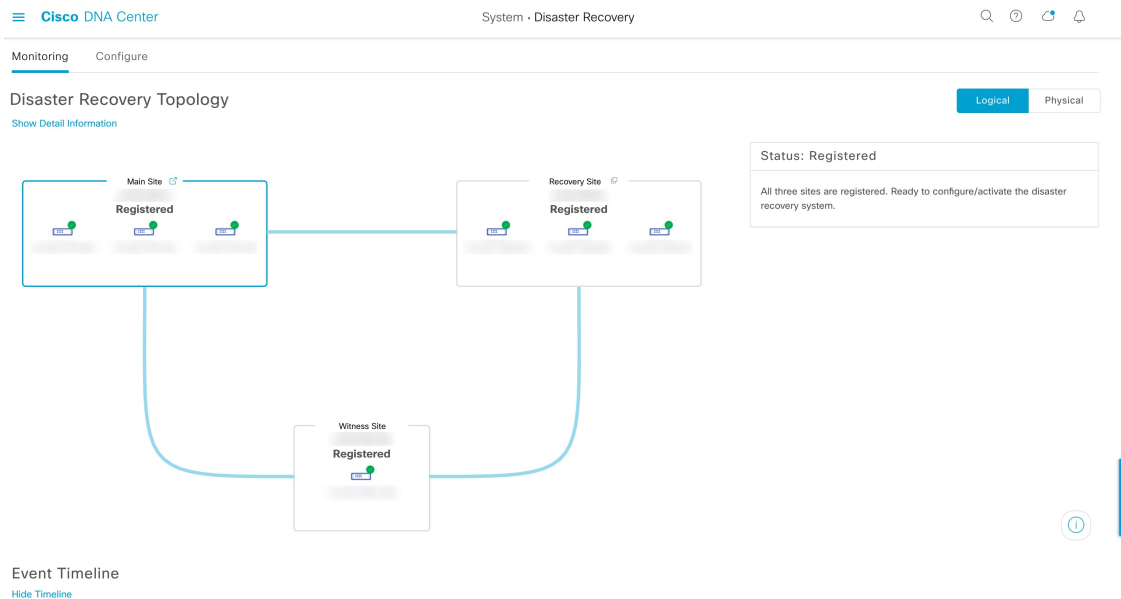 Cisco DNA Center
System · Disaster Recovery
Monitoring
Configure
Disaster Recovery Topology
Logical
Physical
Show Detail Information
Status: Registered
All three sites are registered. Ready to configure/activate the disaster
recovery system.
Main Site
Registered
Recovery Site
Registered
Witness Site
Registered
Event Timeline
Hide Timeline